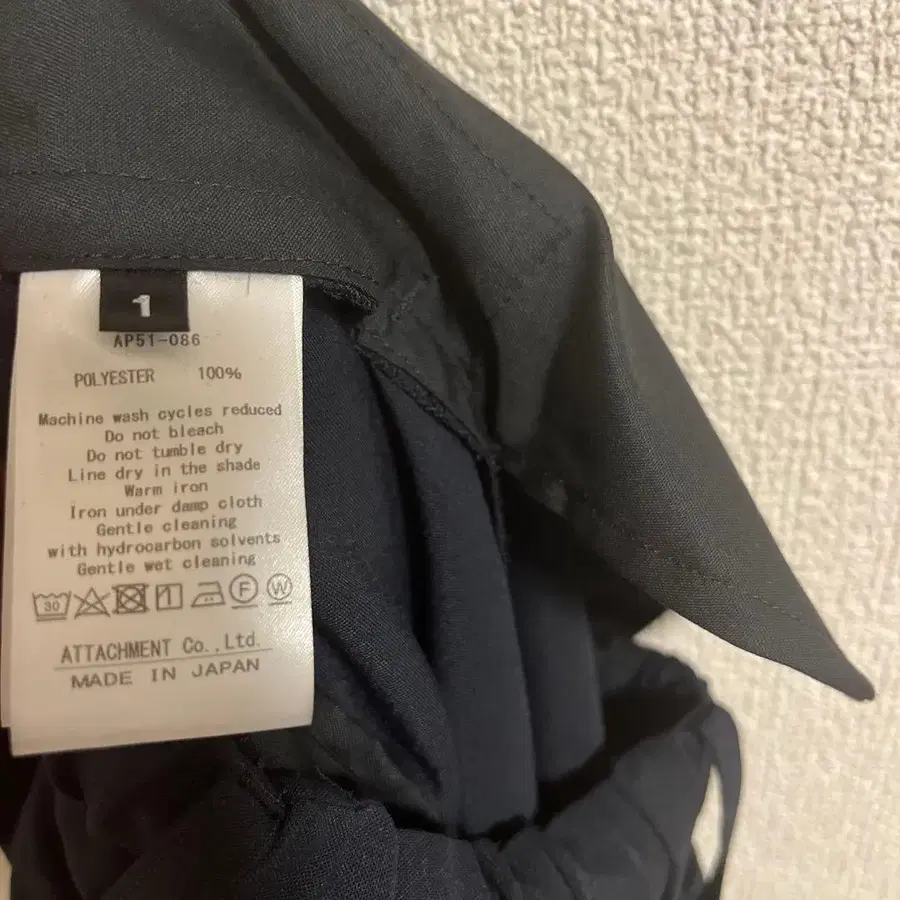 1
AP51-086
POLYESTER 100%
Machine wash cycles reduced
Do not bleach
Do not tumble dry
Line dry in the shade
Warm iron
Iron under damp cloth
Gentle cleaning
with hydrocarbon solvents
Gentle wet cleaning
30 F W
ATTACHMENT Co.,Ltd.
MADE IN JAPAN